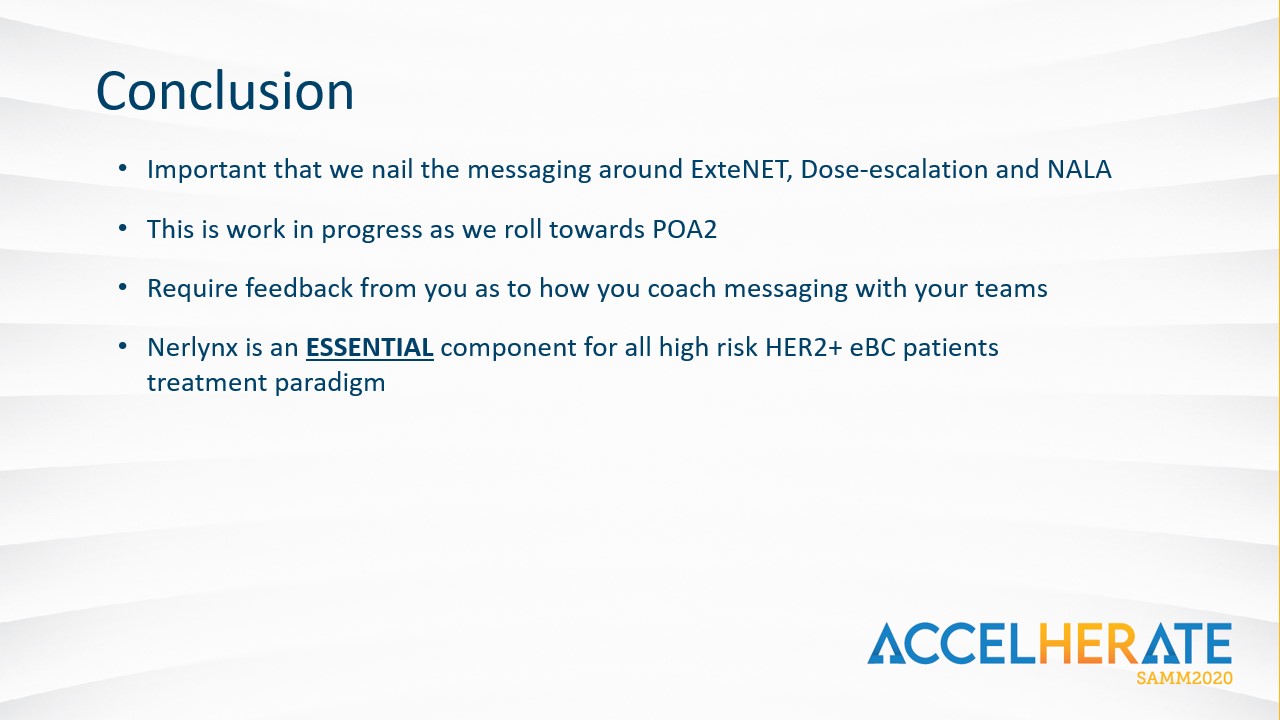 Conclusion
• Important that we nail the messaging around ExteNET, Dose-escalation and NALA
• This is work in progress as we roll towards POA2
• Require feedback from you as to how you coach messaging with your teams
• Nerlynx is an ESSENTIAL component for all high risk HER2+ eBC patients
treatment paradigm
ACCELHERATE
SAMM2020